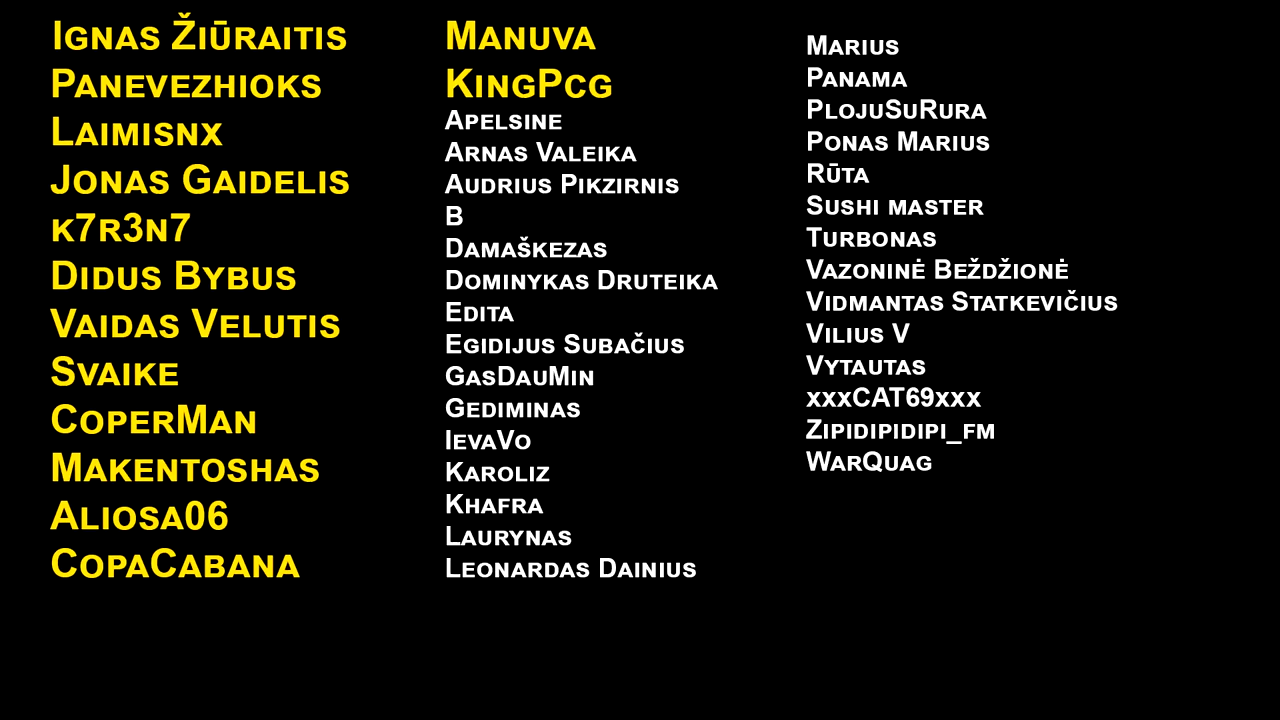 Ignas Žiūraitis
Panevezhioks
Laimisnx
Jonas Gaidelis
k7r3n7
Didus Bybus
Vaidas Velutis
Svaike
CoperMan
Makentoshas
Aliosa06
CopaCabana
Manuva
KingPcg
Apelsine
Arnas Valeika
Audrius Pikzirnis
B
Damaškezas
Dominykas Druteika
Edita
Egidijus Subačius
GasDauMin
Gediminas
IevaVo
Karoliz
Khafra
Laurynas
Leonardas Dainius
Marius
Panama
PlojuSuRura
Ponas Marius
Rūta
Sushi master
Turbonas
Vazoninė Beždžionė
Vidmantas Statkevičius
Vilius V
Vytautas
xxxCAT69xxx
Zipidipidipi_fm
WarQuag